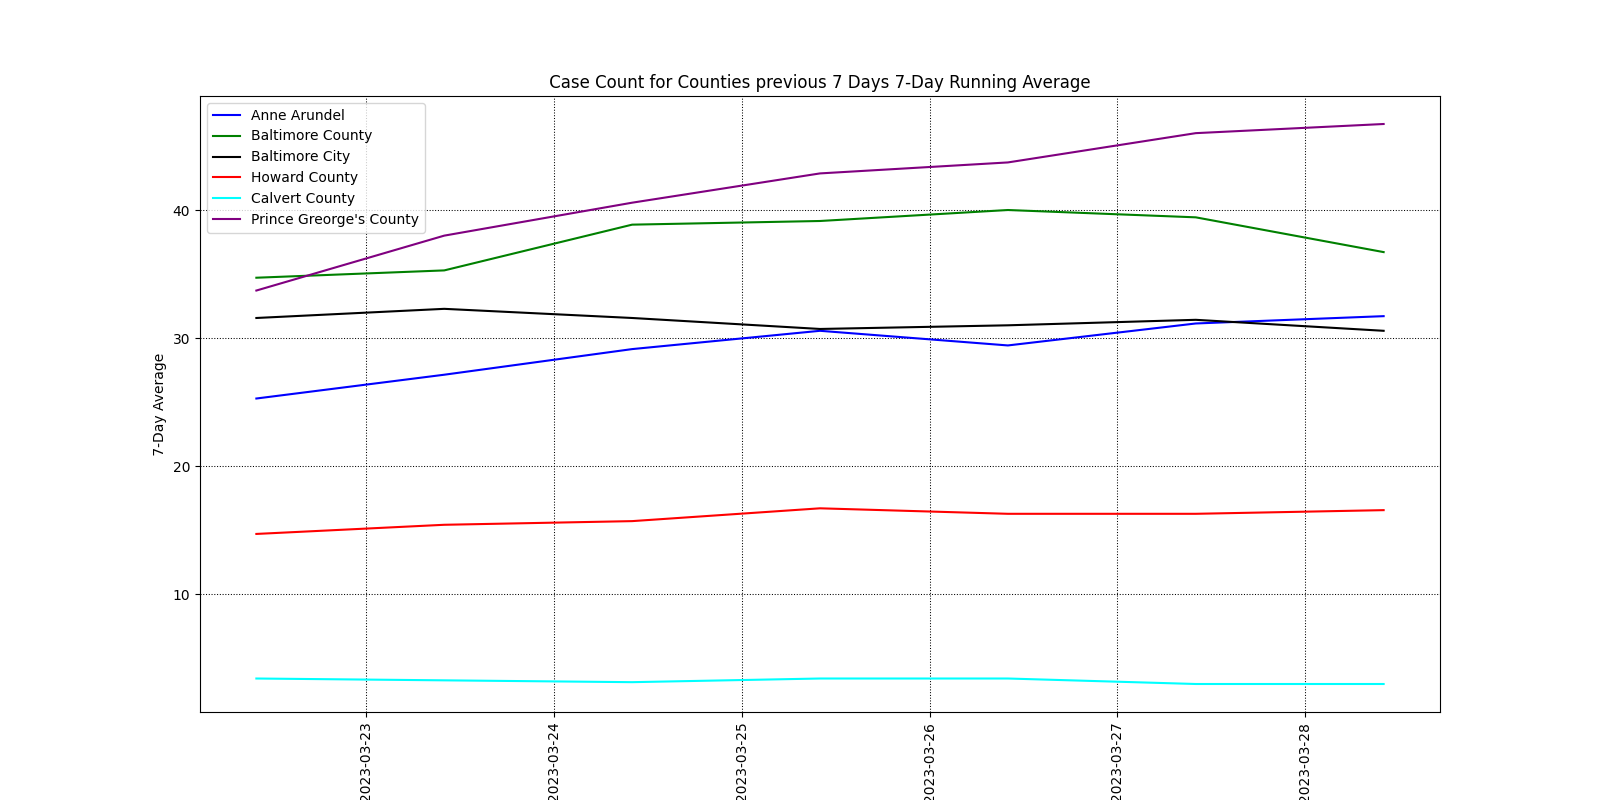 Case Count for Counties previous 7 Days 7-Day Running Average
Anne Arundel
Baltimore County
Baltimore City
Howard County
Calvert County
Prince Greorge's County
40
30
20
10
7-Day Average
2023-03-23
2023-03-24
2023-03-25
2023-03-26
2023-03-27
2023-03-28